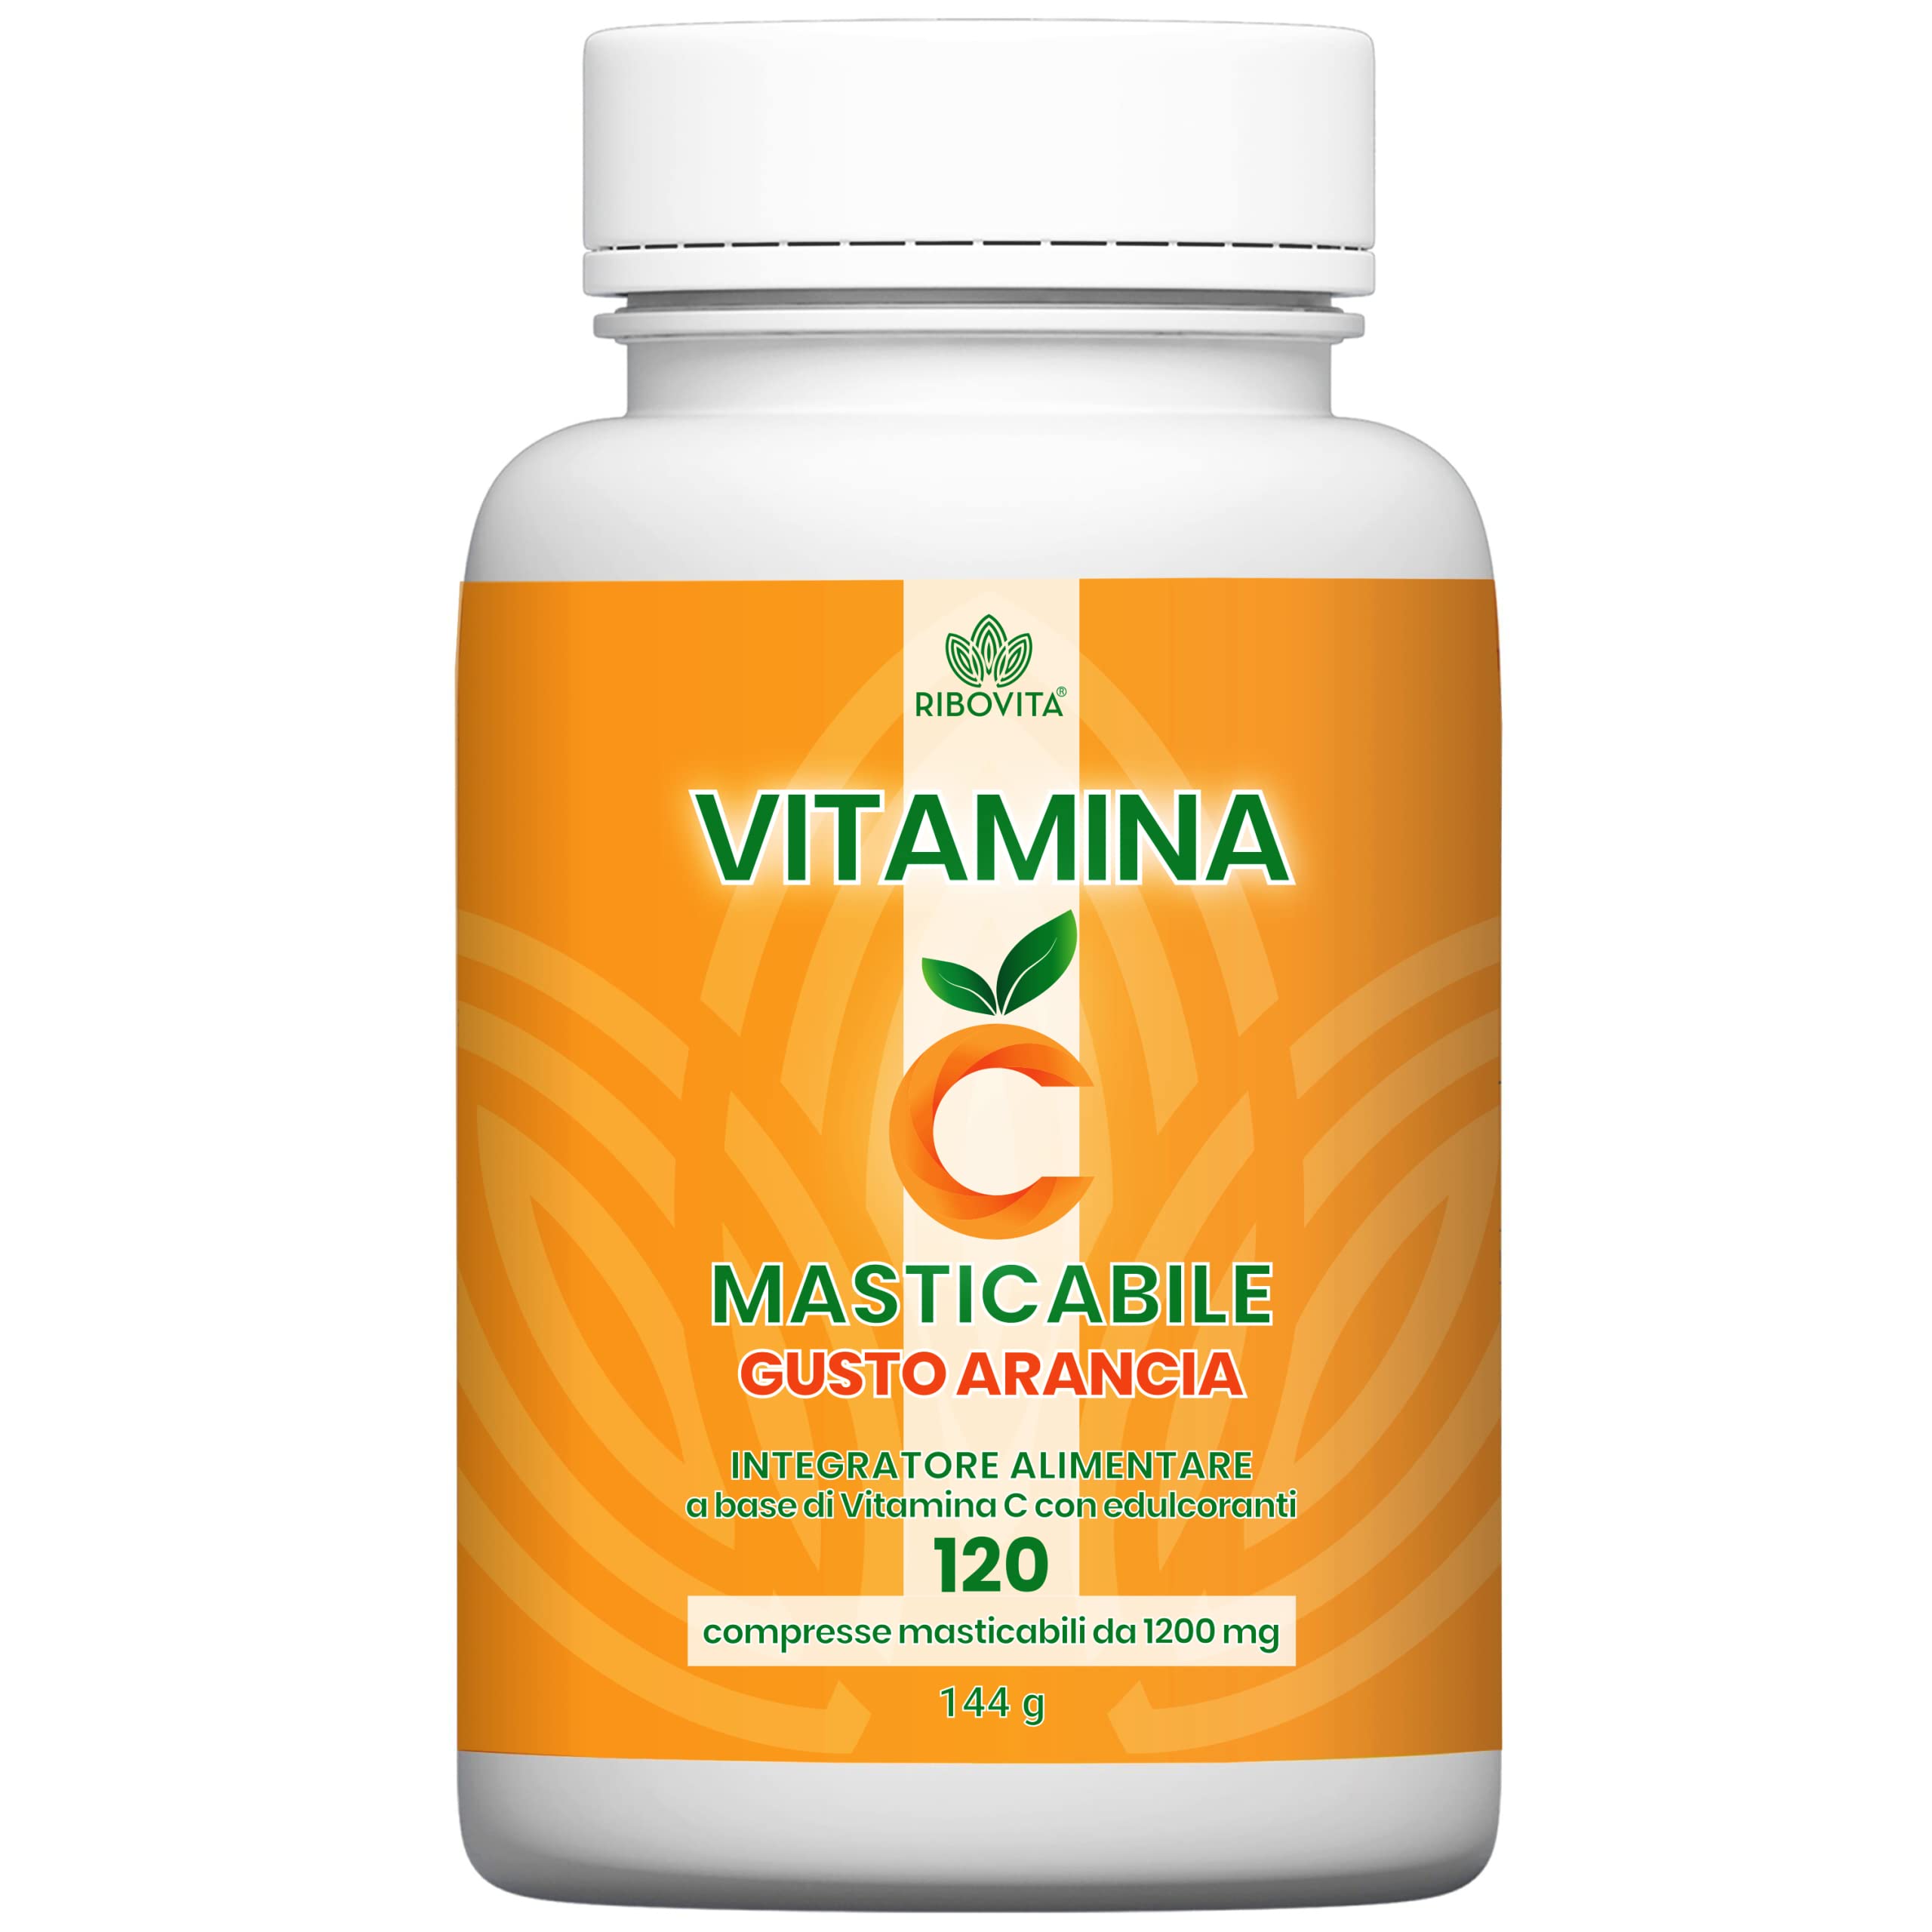 RIBOVITA®
VITAMINA
C
MASTICABILE
GUSTO ARANCIA
INTEGRATORE ALIMENTARE
a base di Vitamina C con edulcoranti
120
compresse masticabili da 1200 mg
144 g